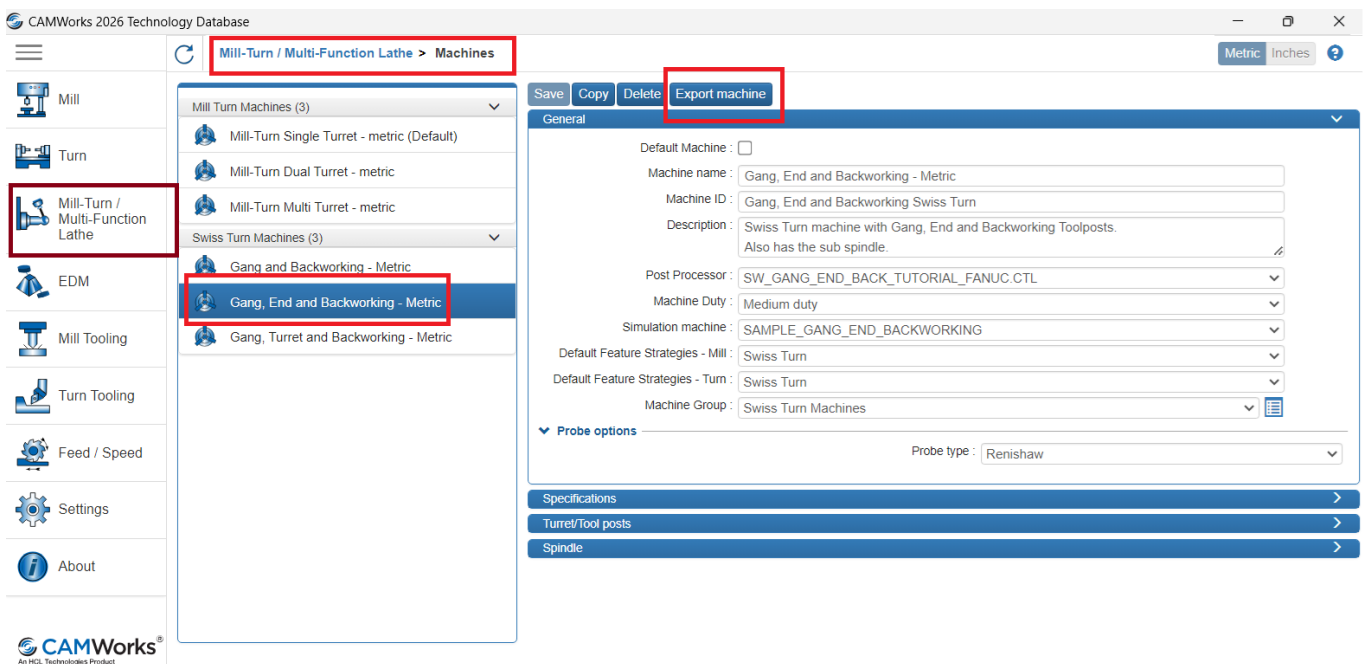 CAMWorks 2026 Technology Database
Mill-Turn / Multi-Function Lathe > Machines
Metric Inches
Mill
Turn
Mill-Turn /
Multi-Function
Lathe
EDM
Mill Tooling
Turn Tooling
Feed / Speed
Settings
About
CAMWorks®
An HCL Technologies Product
Mill Turn Machines (3)
Mill-Turn Single Turret - metric (Default)
Mill-Turn Dual Turret - metric
Mill-Turn Multi Turret - metric
Swiss Turn Machines (3)
Gang and Backworking - Metric
Gang, End and Backworking - Metric
Gang, Turret and Backworking - Metric
Save Copy Delete Export machine
General
Default Machine :
Machine name : Gang, End and Backworking - Metric
Machine ID : Gang, End and Backworking Swiss Turn
Description : Swiss Turn machine with Gang, End and Backworking Toolposts.
Also has the sub spindle.
Post Processor : SW_GANG_END_BACK_TUTORIAL_FANUC.CTL
Machine Duty : Medium duty
Simulation machine : SAMPLE_GANG_END_BACKWORKING
Default Feature Strategies - Mill : Swiss Turn
Default Feature Strategies - Turn : Swiss Turn
Machine Group : Swiss Turn Machines
Probe options
Probe type : Renishaw
Specifications
Turret/Tool posts
Spindle